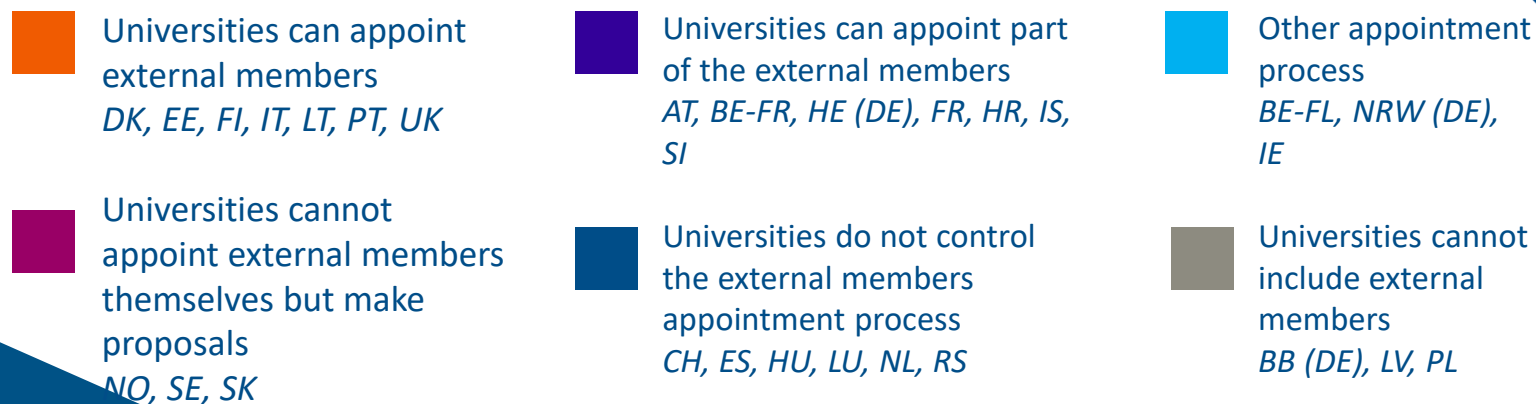 Universities can appoint
external members
DK, EE, FI, IT, LT, PT, UK
Universities can appoint part
of the external members
AT, BE-FR, HE (DE), FR, HR, IS,
SI
Other appointment
process
BE-FL, NRW (DE),
IE
Universities cannot
appoint external members
themselves but make
proposals
NO, SE, SK
Universities do not control
the external members
appointment process
CH, ES, HU, LU, NL, RS
Universities cannot
include external
members
BB (DE), LV, PL